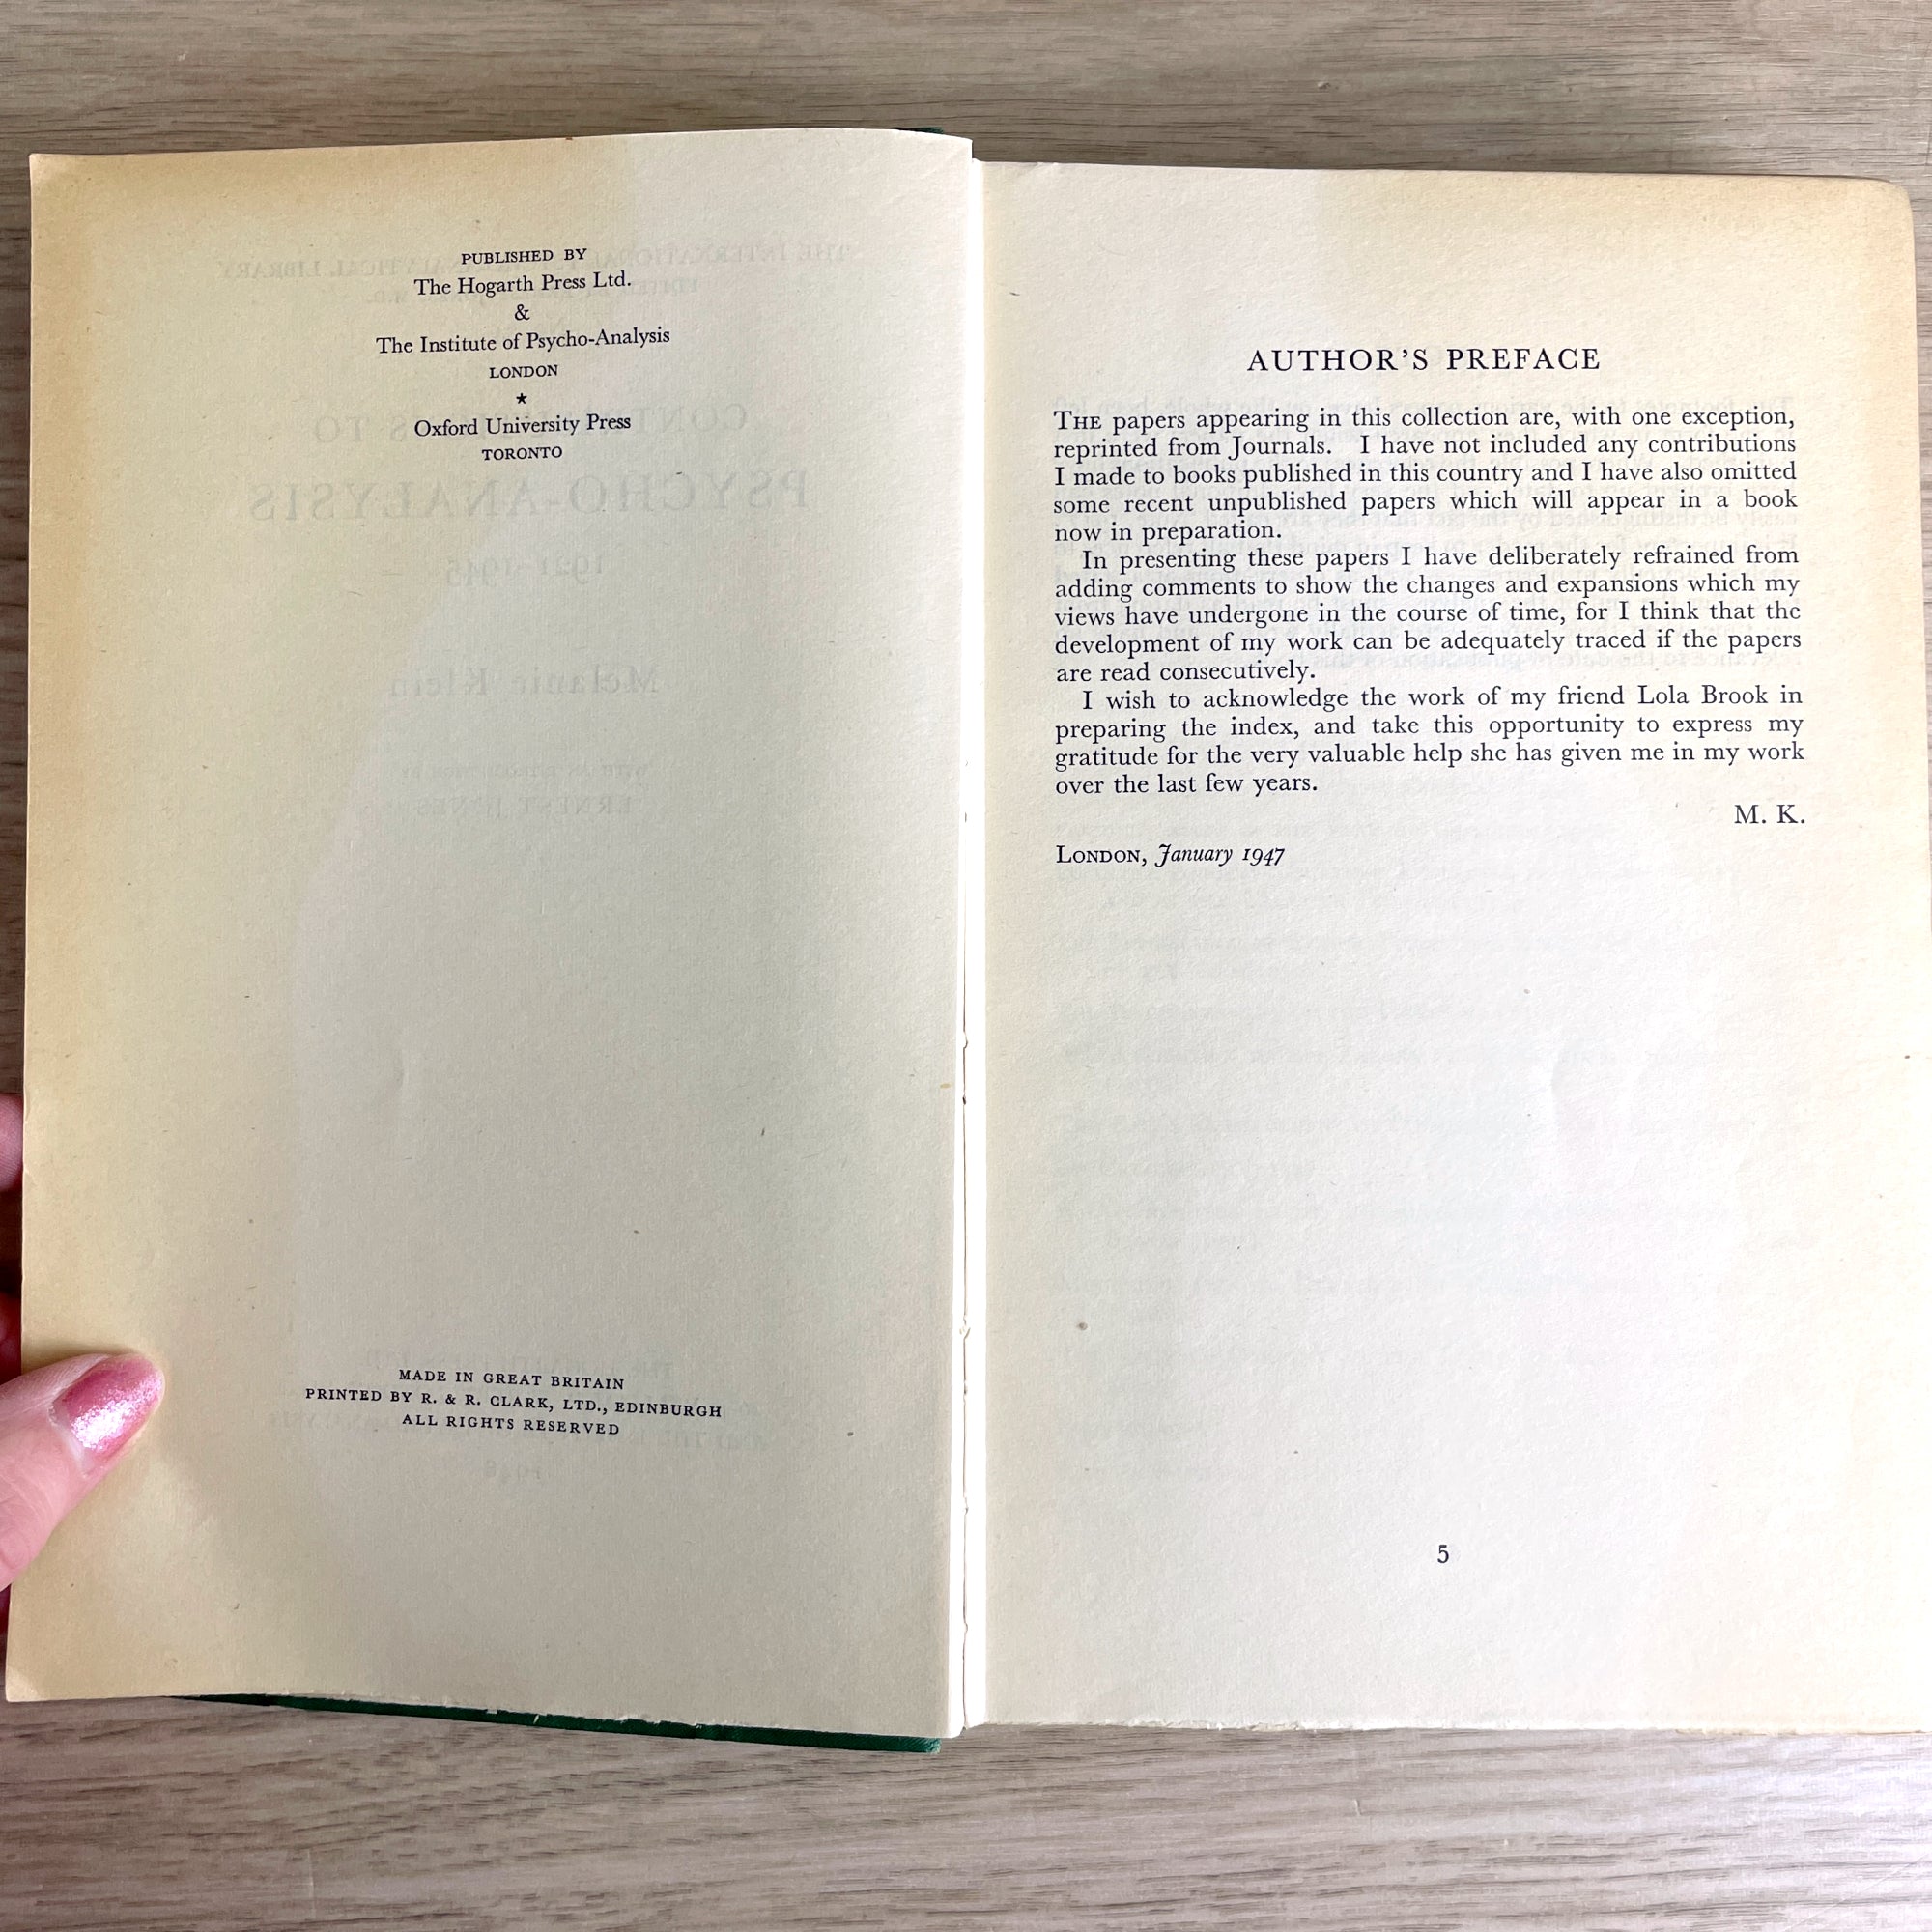 PUBLISHED BY
The Hogarth Press Ltd.
&
The Institute of Psycho-Analysis
LONDON
★
Oxford University Press
TORONTO
MADE IN GREAT BRITAIN
PRINTED BY R. & R. CLARK, LTD., EDINBURGH
ALL RIGHTS RESERVED
AUTHOR'S PREFACE
THE papers appearing in this collection are, with one exception,
reprinted from Journals. I have not included any contributions
I made to books published in this country and I have also omitted
some recent unpublished papers which will appear in a book
now in preparation.
In presenting these papers I have deliberately refrained from
adding comments to show the changes and expansions which my
views have undergone in the course of time, for I think that the
development of my work can be adequately traced if the papers
are read consecutively.
I wish to acknowledge the work of my friend Lola Brook in
preparing the index, and take this opportunity to express my
gratitude for the very valuable help she has given me in my work
over the last few years.
M. K.
LONDON, January 1947
5